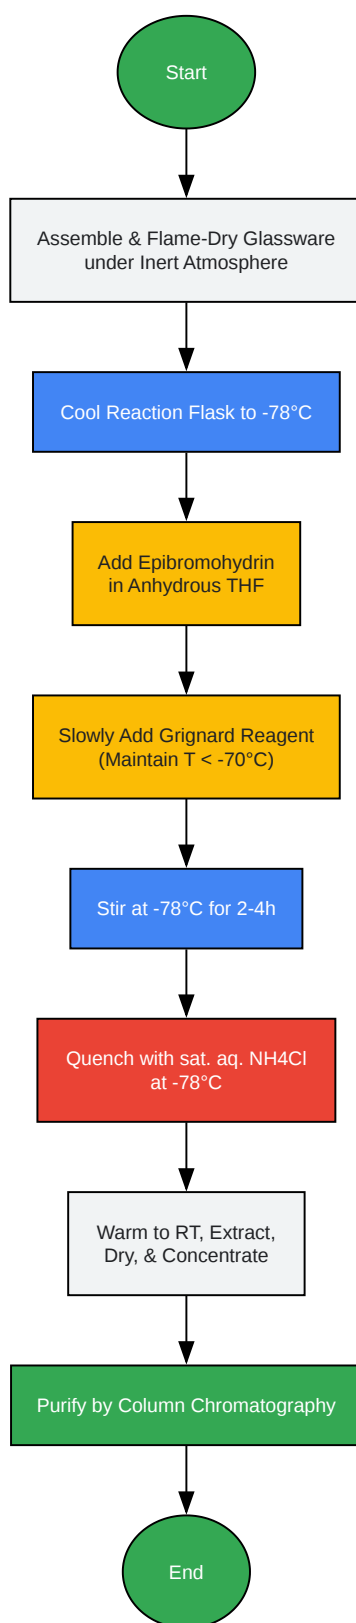 Start
Assemble & Flame-Dry Glassware
under Inert Atmosphere
Cool Reaction Flask to -78°C
Add Epibromohydrin
in Anhydrous THF
Slowly Add Grignard Reagent
(Maintain T < -70°C)
Stir at -78°C for 2-4h
Quench with sat. aq. NH4Cl
at -78°C
Warm to RT, Extract,
Dry, & Concentrate
Purify by Column Chromatography
End